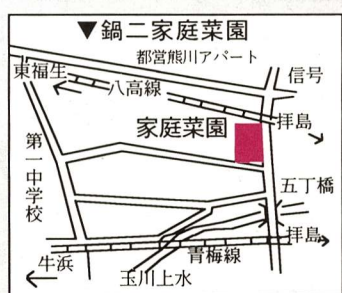 ▼鍋二家庭菜園
都営熊川アパート
東福生
信号
八高線
拝島
家庭菜園
第一中学校
五丁橋
拝島
牛浜
青梅線
玉川上水